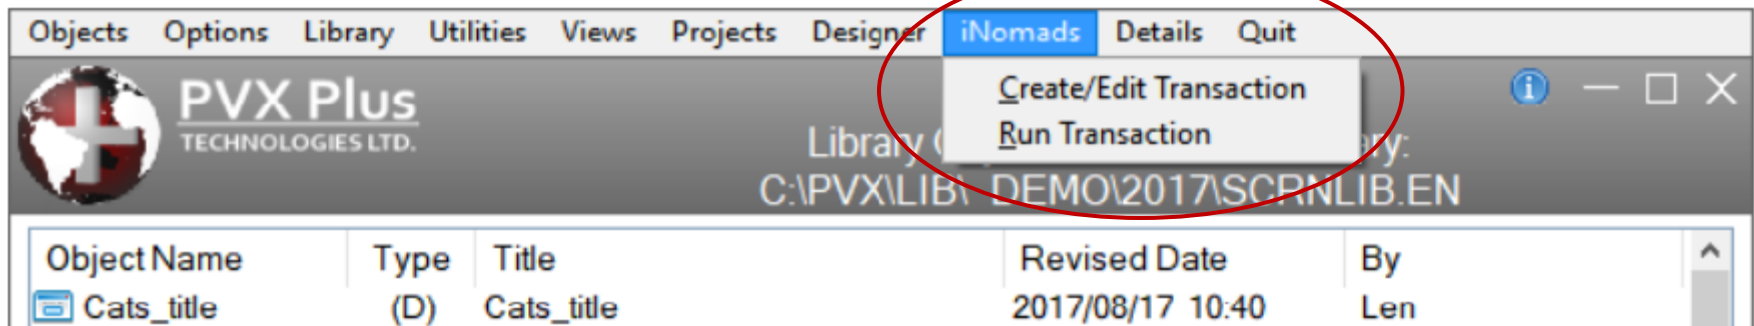 Objects Options Library Utilities Views Projects Designer iNomads Details Quit
Create/Edit Transaction
PVX Plus
Run Transaction
TECHNOLOGIES LTD.
Library
C:\PVX\LIB\_DEMO\2017\SCRNLIB.EN
Object Name Type Title Revised Date By
Cats_title (D) Cats_title 2017/08/17 10:40 Len